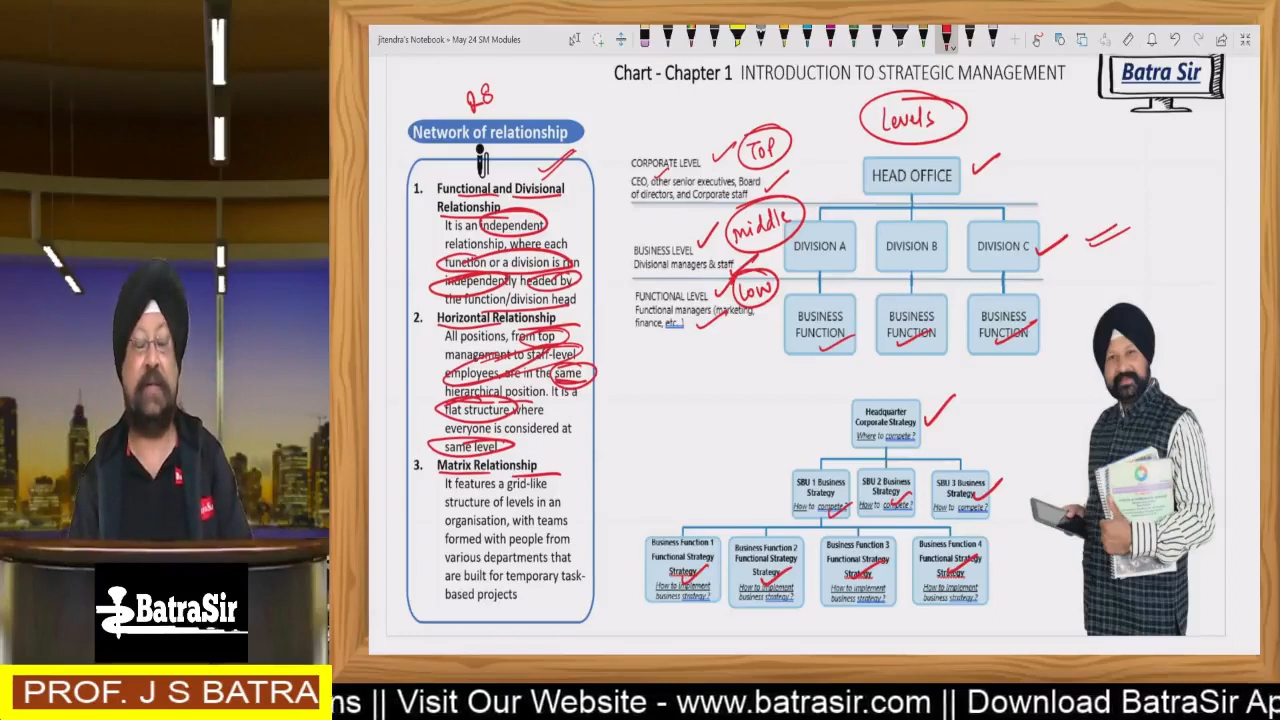 jitendra's Notebook » May 24 SM Modules
Chart - Chapter 1 INTRODUCTION TO STRATEGIC MANAGEMENT
Batra Sir
28
Network of relationship
1. Functional and Divisional
Relationship
It is an independent
relationship, where each
function or a division is run
independently headed by
the function/division head
2. Horizontal Relationship
All positions, from top
management to staff-level
employees, are in the same
hierarchical position. It is a
flat structure where
everyone is considered at
same level
3. Matrix Relationship
It features a grid-like
structure of levels in an
organisation, with teams
formed with people from
various departments that
are built for temporary task-
based projects
Levels
CORPORATE LEVEL
Top
CEO, other senior executives, Board
of directors, and Corporate staff
HEAD OFFICE
middle
BUSINESS LEVEL
Divisional managers & staff
DIVISION A
DIVISION B
DIVISION C
Low
FUNCTIONAL LEVEL
Functional managers (marketing,
finance, etc..)
BUSINESS
FUNCTION
BUSINESS
FUNCTION
BUSINESS
FUNCTION
Headquarter
Corporate Strategy
Where to compete ?
SBU 1 Business
Strategy
How to compete ?
SBU 2 Business
Strategy
How to compete ?
SBU 3 Business
Strategy
How to compete ?
Business Function 1
Functional Strategy
Strategy
How to implement
business strategy ?
Business Function 2
Functional Strategy
Strategy
How to implement
business strategy ?
Business Function 3
Functional Strategy
Strategy
How to implement
business strategy ?
Business Function 4
Functional Strategy
Strategy
How to implement
business strategy ?
BatraSir
PROF. J S BATRA
ns || Visit Our Website - www.batrasir.com || Download BatraSir Ap